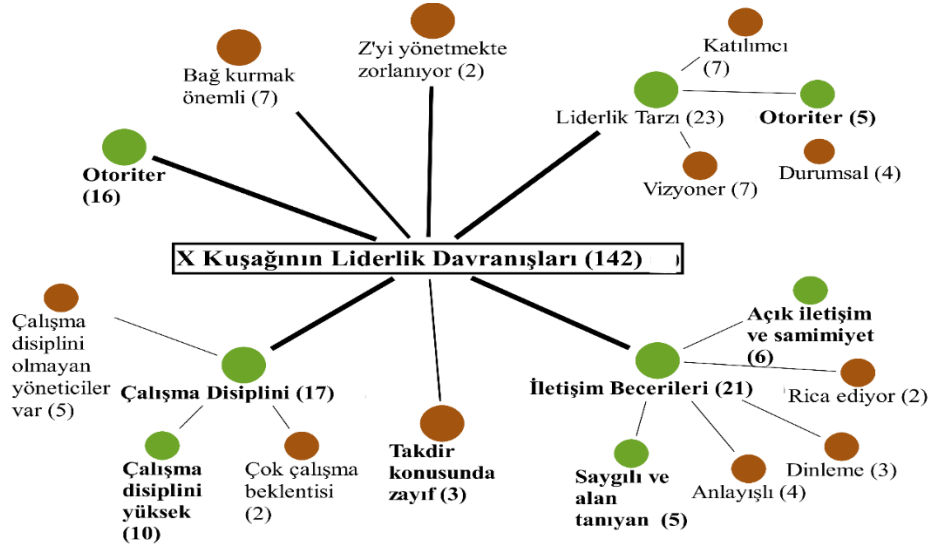 Z'yi yönetmekte
zorlanıyor (2)
Bağ kurmak
önemli (7)
Katılımcı
(7)
Liderlik Tarzı (23)
Otoriter (5)
Vizyoner (7)
Durumsal (4)
Otoriter
(16)
X Kuşağının Liderlik Davranışları (142)
Çalışma
disiplini
olmayan
yöneticiler
var (5)
Çalışma Disiplini (17)
Çalışma
disiplini
yüksek
(10)
Çok çalışma
beklentisi
(2)
Takdir
konusunda
zayıf (3)
Açık iletişim
ve samimiyet
(6)
İletişim Becerileri (21)
Rica ediyor (2)
Dinleme (3)
Anlayışlı (4)
Saygılı ve
alan
tanıyan (5)